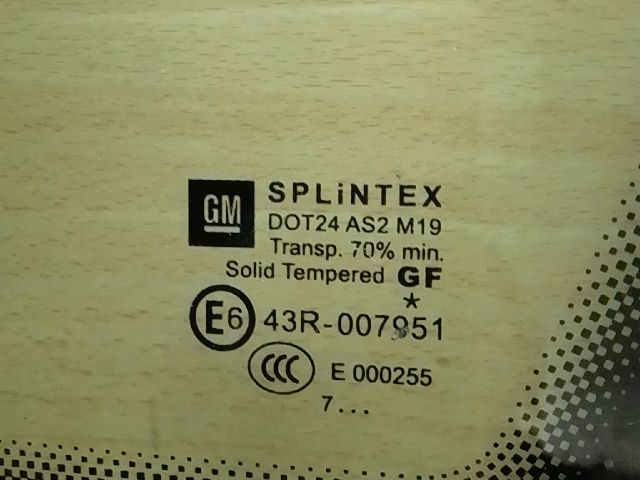 GM
SPLiNTEX
DOT24 AS2 M19
Transp. 70% min.
Solid Tempered GF
*
E6 43R-007951
CCC E 000255
7...